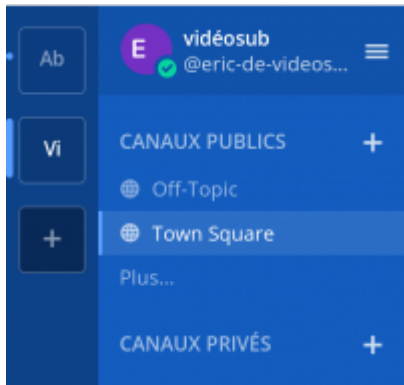 Ab
Vi
+
E
vidéosub
@eric-de-videos...
CANAUX PUBLICS +
Off-Topic
Town Square
Plus...
CANAUX PRIVÉS +